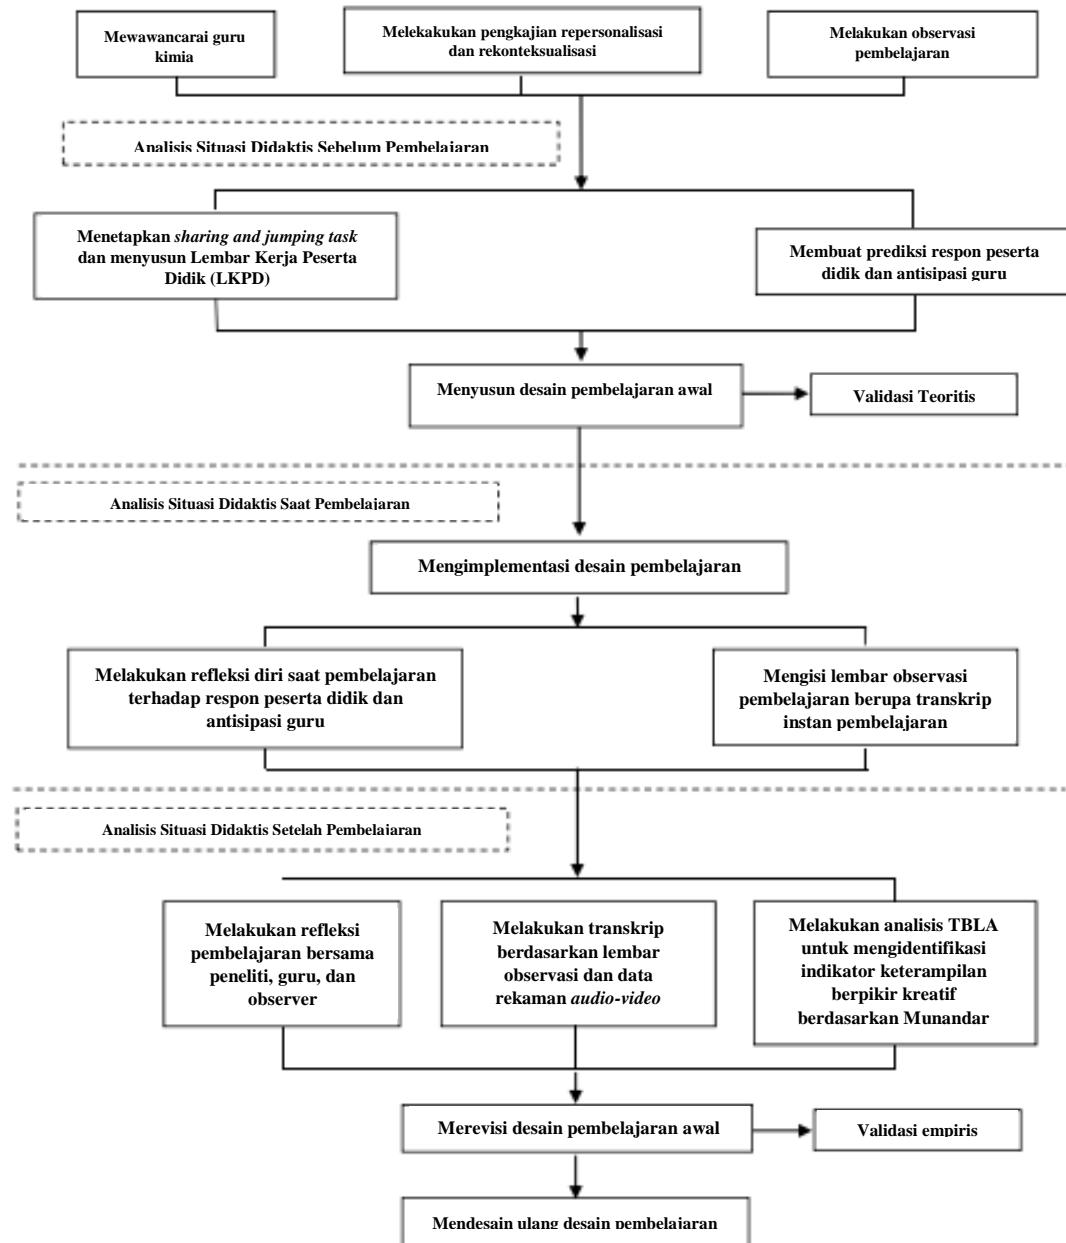 Mewawancarai guru
kimia
Melekakukan pengkajian repersonalisasi
dan rekonteksualisasi
Melakukan observasi
pembelajaran
Analisis Situasi Didaktis Sebelum Pembelajaran
Menetapkan sharing and jumping task
dan menyusun Lembar Kerja Peserta
Didik (LKPD)
Membuat prediksi respon peserta
didik dan antisipasi guru
Menyusun desain pembelajaran awal
Validasi Teoritis
Analisis Situasi Didaktis Saat Pembelajaran
Mengimplementasi desain pembelajaran
Melakukan refleksi diri saat pembelajaran
terhadap respon peserta didik dan
antisipasi guru
Mengisi lembar observasi
pembelajaran berupa transkrip
instan pembelajaran
Analisis Situasi Didaktis Setelah Pembelajaran
Melakukan refleksi
pembelajaran bersama
peneliti, guru, dan
observer
Melakukan transkrip
berdasarkan lembar
observasi dan data
rekaman audio-video
Melakukan analisis TBLA
untuk mengidentifikasi
indikator keterampilan
berpikir kreatif
berdasarkan Munandar
Merevisi desain pembelajaran awal
Validasi empiris
Mendesain ulang desain pembelajaran